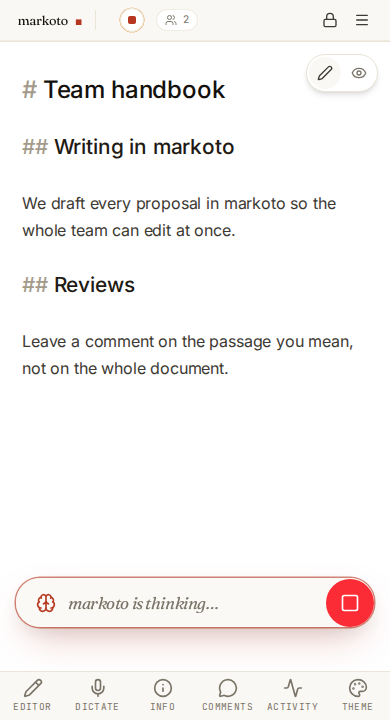 markoto
2
# Team handbook
## Writing in markoto
We draft every proposal in markoto so the
whole team can edit at once.
## Reviews
Leave a comment on the passage you mean,
not on the whole document.
markoto is thinking...
EDITOR DICTATE INFO COMMENTS ACTIVITY THEME